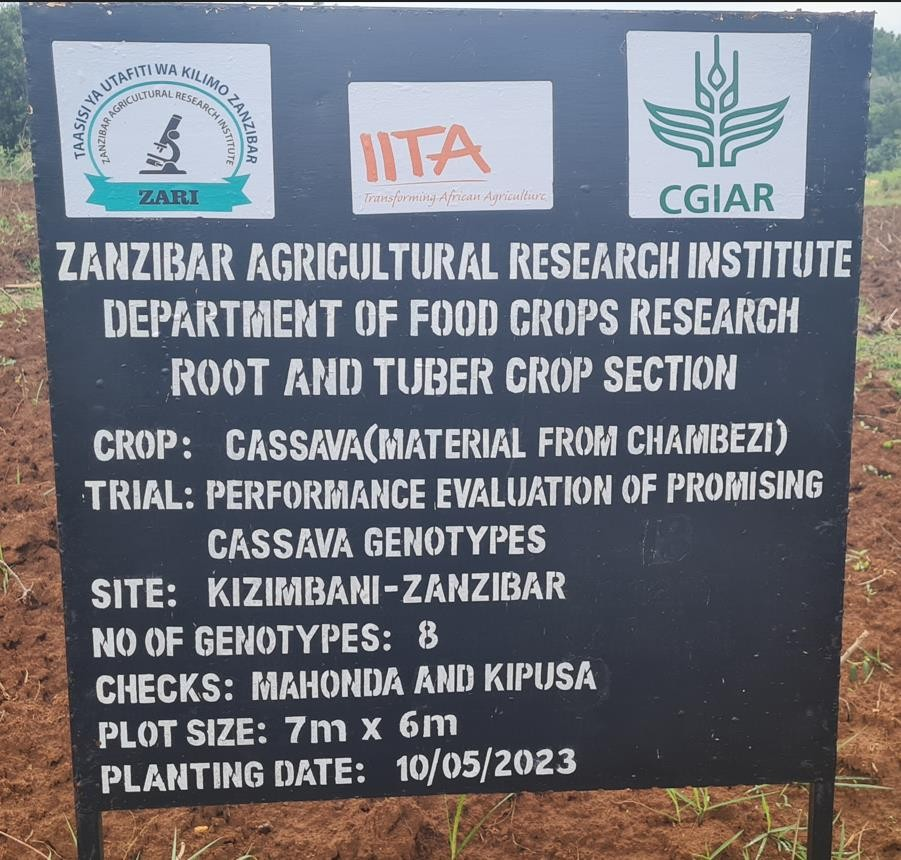 TAASISI YA UTAFITI WA KILIMO ZANZIBAR
ZANZIBAR AGRICULTURAL RESEARCH INSTITUTE
ZARI
IITA
Transforming African Agriculture
CGIAR
ZANZIBAR AGRICULTURAL RESEARCH INSTITUTE
DEPARTMENT OF FOOD CROPS RESEARCH
ROOT AND TUBER CROP SECTION
CROP: CASSAVA(MATERIAL FROM CHAMBEZI)
TRIAL: PERFORMANCE EVALUATION OF PROMISING
CASSAVA GENOTYPES
SITE: KIZIMBANI-ZANZIBAR
NO OF GENOTYPES: 8
CHECKS: MAHONDA AND KIPUSA
PLOT SIZE: 7m x 6m
PLANTING DATE: 10/05/2023